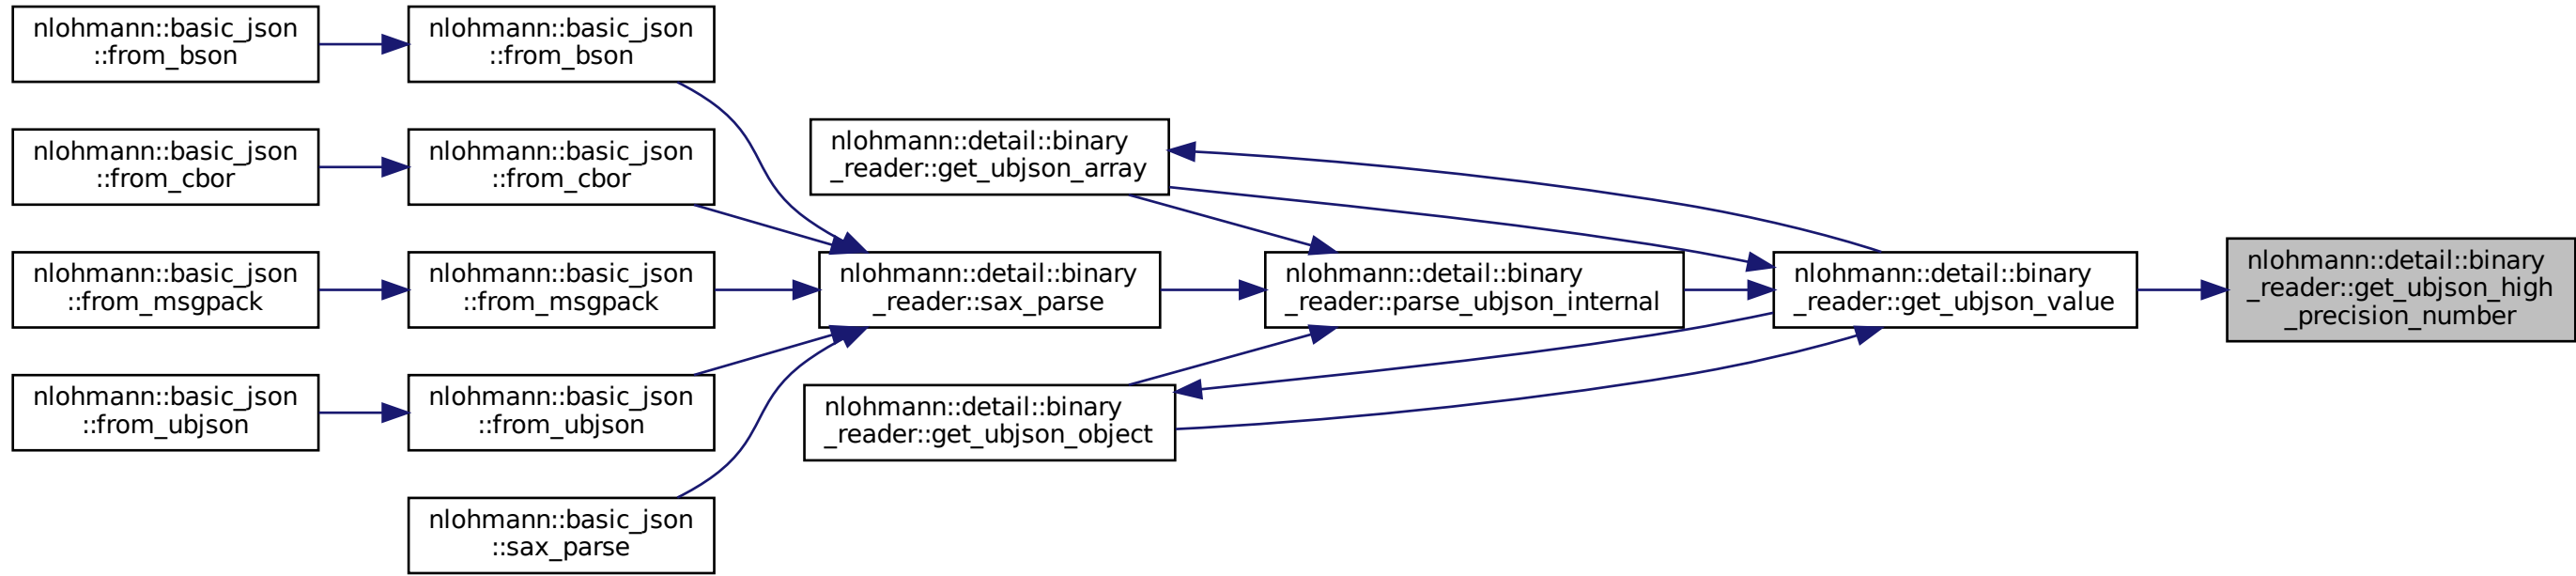 nlohmann::basic_json
::from_bson
nlohmann::basic_json
::from_bson
nlohmann::basic_json
::from_cbor
nlohmann::basic_json
::from_cbor
nlohmann::basic_json
::from_msgpack
nlohmann::basic_json
::from_msgpack
nlohmann::basic_json
::from_ubjson
nlohmann::basic_json
::from_ubjson
nlohmann::basic_json
::sax_parse
nlohmann::detail::binary
_reader::get_ubjson_array
nlohmann::detail::binary
_reader::sax_parse
nlohmann::detail::binary
_reader::get_ubjson_object
nlohmann::detail::binary
_reader::parse_ubjson_internal
nlohmann::detail::binary
_reader::get_ubjson_value
nlohmann::detail::binary
_reader::get_ubjson_high
_precision_number